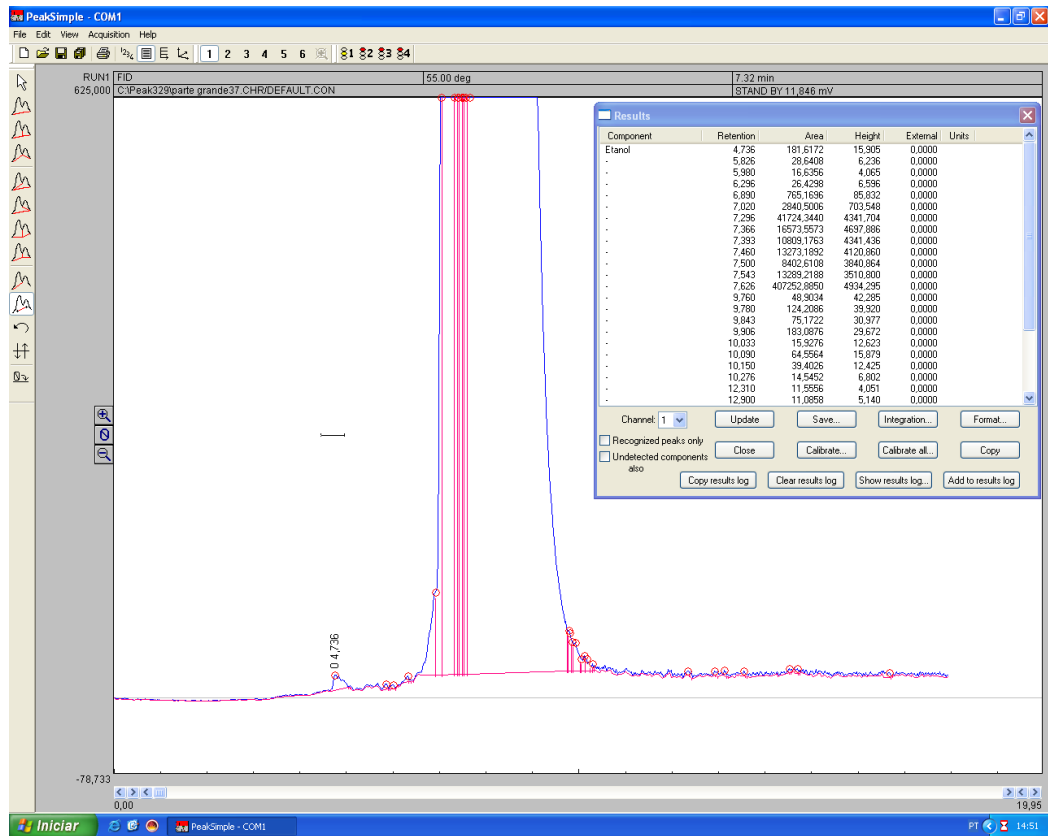 PeakSimple - COM1
File Edit View Acquisition Help
1 2 3 4 5 6 1 2 3 4
RUN1 FID 55.00 deg 7.32 min
625,000 C:\Peak329\parte grande37.CHR/DEFAULT.CON STAND BY 11,846 mV
Results
Component Retention Area Height External Units
Etanol 4,736 181,6172 15,905 0,0000
- 5,826 28,6408 6,236 0,0000
- 5,980 16,6356 4,065 0,0000
- 6,296 26,4298 6,596 0,0000
- 6,890 765,1696 85,832 0,0000
- 7,020 2840,5006 703,548 0,0000
- 7,296 41724,3440 4341,704 0,0000
- 7,366 16573,5573 4697,886 0,0000
- 7,393 10809,1763 4341,436 0,0000
- 7,460 13273,1892 4120,860 0,0000
- 7,500 8402,6108 3840,864 0,0000
- 7,543 13289,2188 3510,800 0,0000
- 7,626 407252,8850 4934,295 0,0000
- 9,760 48,9034 42,285 0,0000
- 9,780 124,2086 39,920 0,0000
- 9,843 75,1722 30,977 0,0000
- 9,906 183,0876 29,672 0,0000
- 10,033 15,9276 12,623 0,0000
- 10,090 64,5564 15,879 0,0000
- 10,150 39,4026 12,425 0,0000
- 10,276 14,5452 6,802 0,0000
- 12,310 11,5556 4,051 0,0000
- 12,900 11,0858 5,140 0,0000
Channel: 1 Update Save... Integration... Format...
Recognized peaks only
Undetected components also
Close Calibrate... Calibrate all... Copy
Copy results log Clear results log Show results log... Add to results log
0 4,736
-78,733
0,00 19,95
Iniciar PeakSimple - COM1 PT 14:51